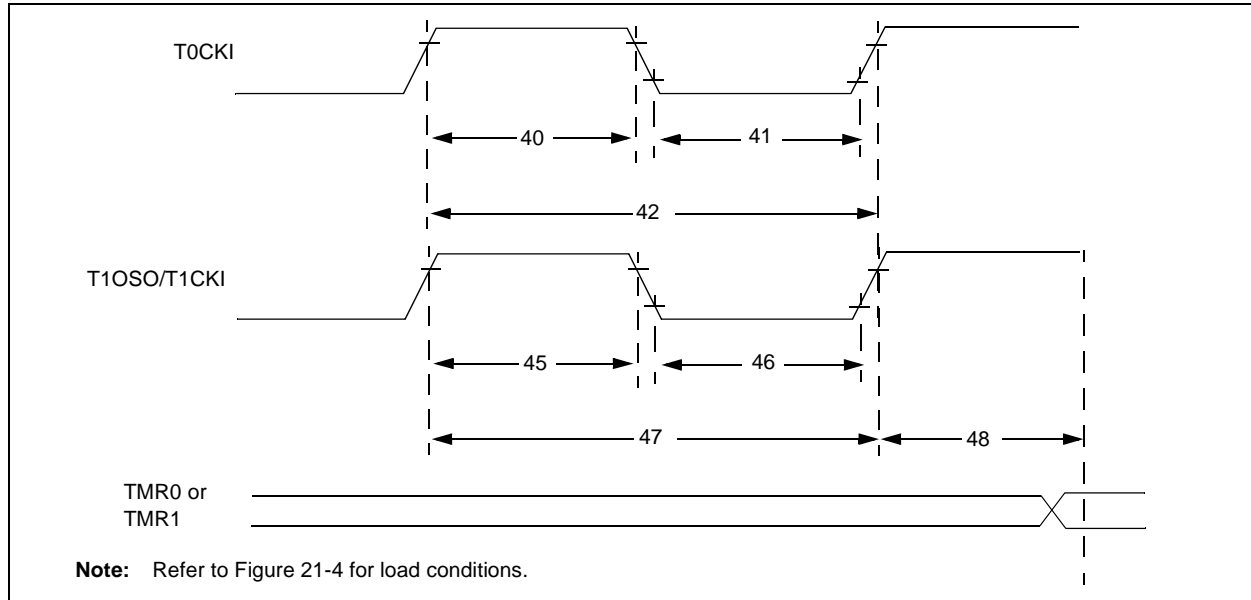 T0CKI
40
41
42
T1OSO/T1CKI
45
46
47
48
TMR0 or
TMR1
Note: Refer to Figure 21-4 for load conditions.